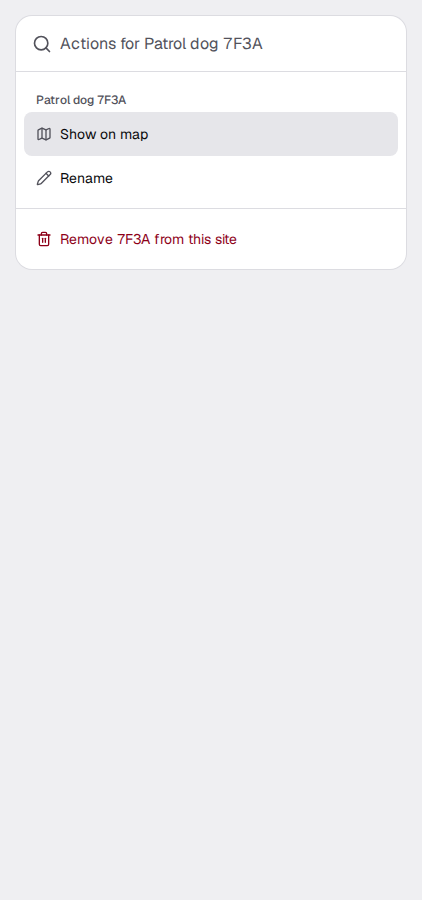 Actions for Patrol dog 7F3A
Patrol dog 7F3A
Show on map
Rename
Remove 7F3A from this site